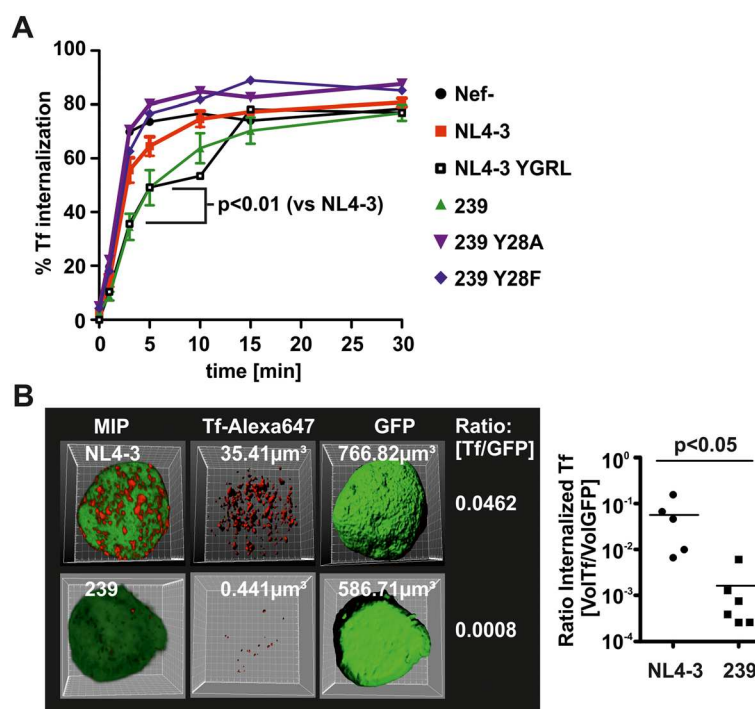 A
100
80
60
40
20
0
% Tf internalization
0 5 10 15 20 25 30
time [min]
p<0.01 (vs NL4-3)
Nef-
NL4-3
NL4-3 YGRL
239
239 Y28A
239 Y28F
B
MIP Tf-Alexa647 GFP Ratio:
[Tf/GFP]
NL4-3 35.41µm³ 766.82µm³
0.0462
239 0.441µm³ 586.71µm³
0.0008
p<0.05
10⁰
10⁻¹
10⁻²
10⁻³
10⁻⁴
Ratio Internalized Tf
[VolTf/VolGFP]
NL4-3 239